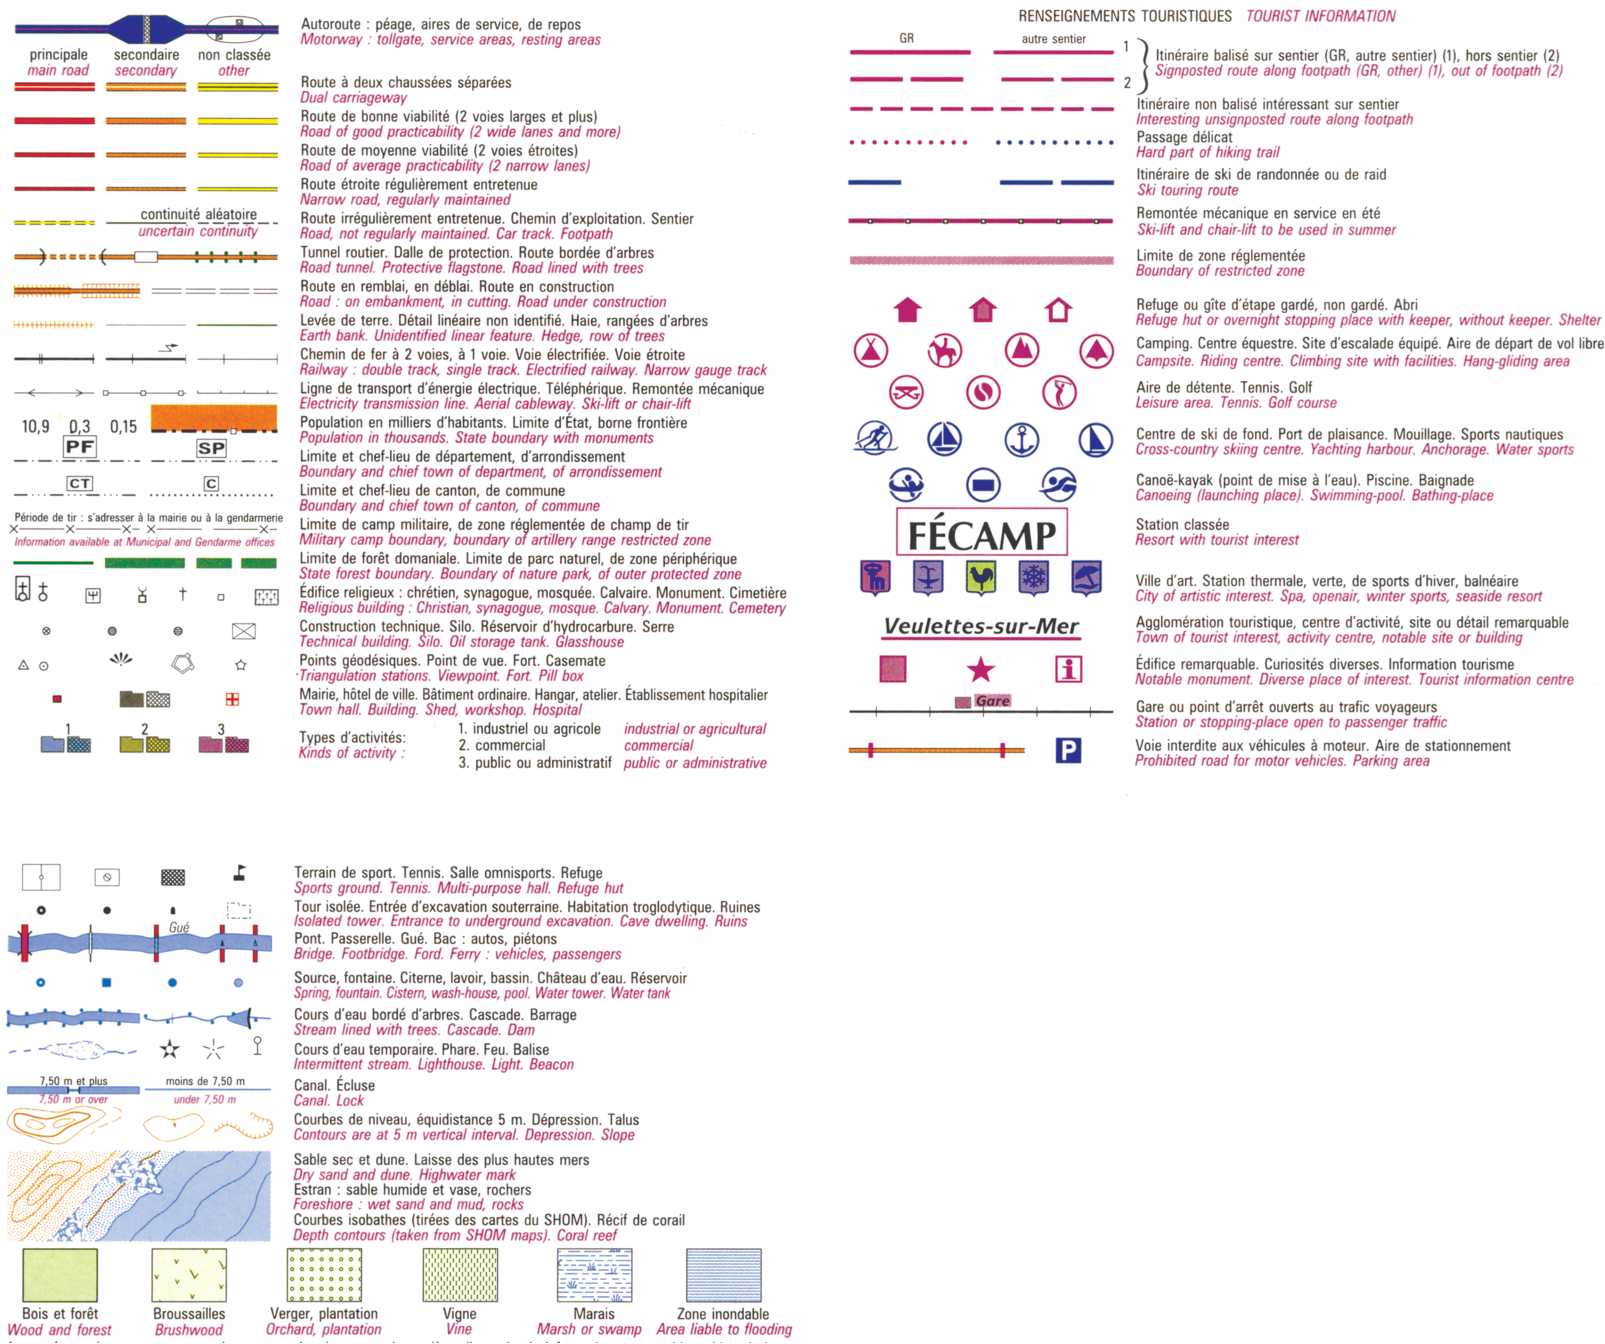 Autoroute : péage, aires de service, de repos
Motorway : tollgate, service areas, resting areas
principale secondaire non classée
main road secondary other
Route à deux chaussées séparées
Dual carriageway
Route de bonne viabilité (2 voies larges et plus)
Road of good practicability (2 wide lanes and more)
Route de moyenne viabilité (2 voies étroites)
Road of average practicability (2 narrow lanes)
Route étroite régulièrement entretenue
Narrow road, regularly maintained
continuité aléatoire
uncertain continuity
Route irrégulièrement entretenue. Chemin d'exploitation. Sentier
Road, not regularly maintained. Car track. Footpath
Tunnel routier. Dalle de protection. Route bordée d'arbres
Road tunnel. Protective flagstone. Road lined with trees
Route en remblai, en déblai. Route en construction
Road : on embankment, in cutting. Road under construction
Levée de terre. Détail linéaire non identifié. Haie, rangées d'arbres
Earth bank. Unidentified linear feature. Hedge, row of trees
Chemin de fer à 2 voies, à 1 voie. Voie électrifiée. Voie étroite
Railway : double track, single track. Electrified railway. Narrow gauge track
Ligne de transport d'énergie électrique. Téléphérique. Remontée mécanique
Electricity transmission line. Aerial cableway. Ski-lift or chair-lift
10,9 0,3 0,15
Population en milliers d'habitants. Limite d'État, borne frontière
Population in thousands. State boundary with monuments
PF SP
Limite et chef-lieu de département, d'arrondissement
Boundary and chief town of department, of arrondissement
CT C
Limite et chef-lieu de canton, de commune
Boundary and chief town of canton, of commune
Période de tir : s'adresser à la mairie ou à la gendarmerie
Information available at Municipal and Gendarme offices
Limite de camp militaire, de zone réglementée de champ de tir
Military camp boundary, boundary of artillery range restricted zone
Limite de forêt domaniale. Limite de parc naturel, de zone périphérique
State forest boundary. Boundary of nature park, of outer protected zone
Édifice religieux : chrétien, synagogue, mosquée. Calvaire. Monument. Cimetière
Religious building : Christian, synagogue, mosque. Calvary. Monument. Cemetery
Construction technique. Silo. Réservoir d'hydrocarbure. Serre
Technical building. Silo. Oil storage tank. Glasshouse
Points géodésiques. Point de vue. Fort. Casemate
Triangulation stations. Viewpoint. Fort. Pill box
Mairie, hôtel de ville. Bâtiment ordinaire. Hangar, atelier. Établissement hospitalier
Town hall. Building. Shed, workshop. Hospital
1 2 3
Types d'activités:
Kinds of activity :
1. industriel ou agricole industrial or agricultural
2. commercial commercial
3. public ou administratif public or administrative
RENSEIGNEMENTS TOURISTIQUES TOURIST INFORMATION
GR autre sentier
1
2
Itinéraire balisé sur sentier (GR, autre sentier) (1), hors sentier (2)
Signposted route along footpath (GR, other) (1), out of footpath (2)
Itinéraire non balisé intéressant sur sentier
Interesting unsignposted route along footpath
Passage délicat
Hard part of hiking trail
Itinéraire de ski de randonnée ou de raid
Ski touring route
Remontée mécanique en service en été
Ski-lift and chair-lift to be used in summer
Limite de zone réglementée
Boundary of restricted zone
Refuge ou gîte d'étape gardé, non gardé. Abri
Refuge hut or overnight stopping place with keeper, without keeper. Shelter
Camping. Centre équestre. Site d'escalade équipé. Aire de départ de vol libre
Campsite. Riding centre. Climbing site with facilities. Hang-gliding area
Aire de détente. Tennis. Golf
Leisure area. Tennis. Golf course
Centre de ski de fond. Port de plaisance. Mouillage. Sports nautiques
Cross-country skiing centre. Yachting harbour. Anchorage. Water sports
Canoë-kayak (point de mise à l'eau). Piscine. Baignade
Canoeing (launching place). Swimming-pool. Bathing-place
FÉCAMP
Station classée
Resort with tourist interest
Ville d'art. Station thermale, verte, de sports d'hiver, balnéaire
City of artistic interest. Spa, openair, winter sports, seaside resort
Veulettes-sur-Mer
Agglomération touristique, centre d'activité, site ou détail remarquable
Town of tourist interest, activity centre, notable site or building
i
Édifice remarquable. Curiosités diverses. Information tourisme
Notable monument. Diverse place of interest. Tourist information centre
Gare
Gare ou point d'arrêt ouverts au trafic voyageurs
Station or stopping-place open to passenger traffic
P
Voie interdite aux véhicules à moteur. Aire de stationnement
Prohibited road for motor vehicles. Parking area
Terrain de sport. Tennis. Salle omnisports. Refuge
Sports ground. Tennis. Multi-purpose hall. Refuge hut
Tour isolée. Entrée d'excavation souterraine. Habitation troglodytique. Ruines
Isolated tower. Entrance to underground excavation. Cave dwelling. Ruins
Gué
Pont. Passerelle. Gué. Bac : autos, piétons
Bridge. Footbridge. Ford. Ferry : vehicles, passengers
Source, fontaine. Citerne, lavoir, bassin. Château d'eau. Réservoir
Spring, fountain. Cistern, wash-house, pool. Water tower. Water tank
Cours d'eau bordé d'arbres. Cascade. Barrage
Stream lined with trees. Cascade. Dam
Cours d'eau temporaire. Phare. Feu. Balise
Intermittent stream. Lighthouse. Light. Beacon
7,50 m et plus moins de 7,50 m
7,50 m or over under 7,50 m
Canal. Écluse
Canal. Lock
Courbes de niveau, équidistance 5 m. Dépression. Talus
Contours are at 5 m vertical interval. Depression. Slope
Sable sec et dune. Laisse des plus hautes mers
Dry sand and dune. Highwater mark
Estran : sable humide et vase, rochers
Foreshore : wet sand and mud, rocks
Courbes isobathes (tirées des cartes du SHOM). Récif de corail
Depth contours (taken from SHOM maps). Coral reef
Bois et forêt Broussailles Verger, plantation Vigne Marais Zone inondable
Wood and forest Brushwood Orchard, plantation Vine Marsh or swamp Area liable to flooding